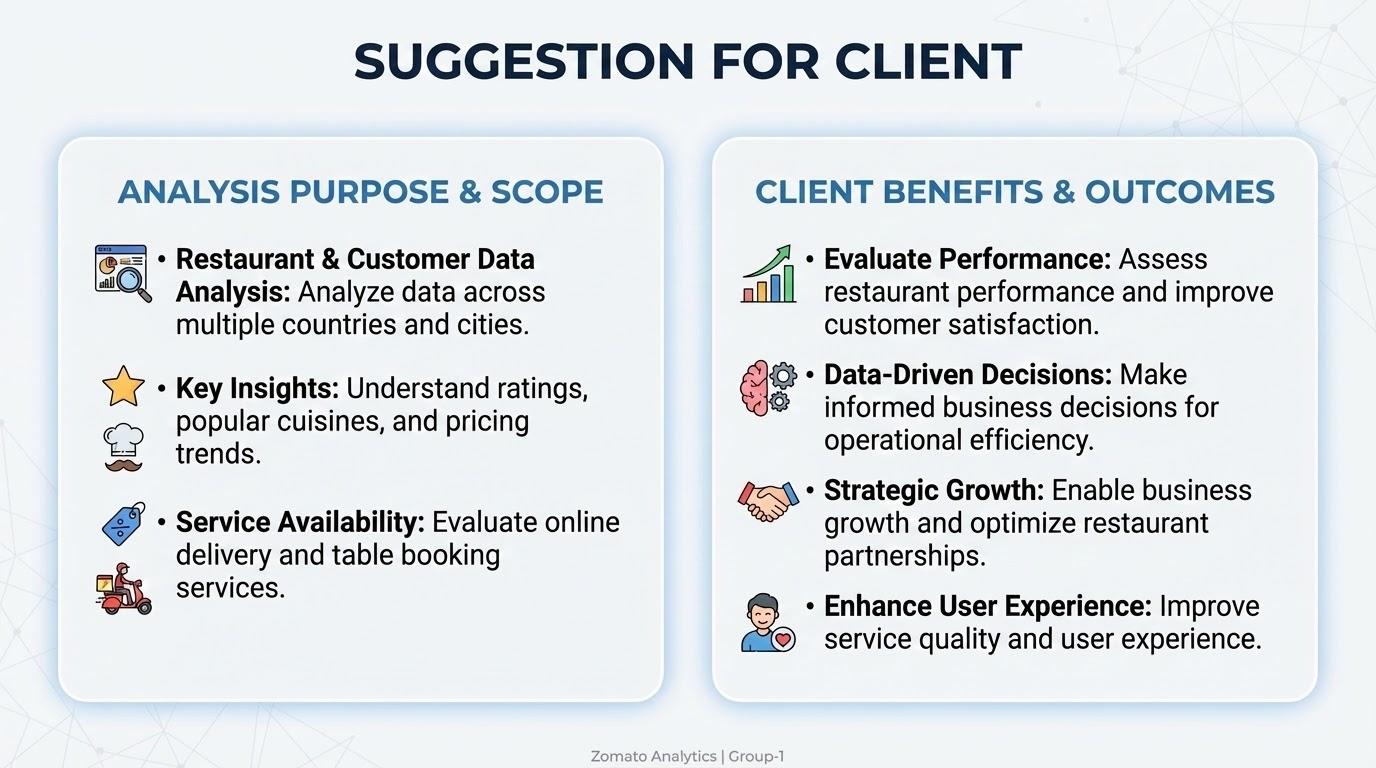 SUGGESTION FOR CLIENT
ANALYSIS PURPOSE & SCOPE
• Restaurant & Customer Data
Analysis: Analyze data across
multiple countries and cities.
• Key Insights: Understand ratings,
popular cuisines, and pricing
trends.
• Service Availability: Evaluate online
delivery and table booking
services.
CLIENT BENEFITS & OUTCOMES
• Evaluate Performance: Assess
restaurant performance and improve
customer satisfaction.
• Data-Driven Decisions: Make
informed business decisions for
operational efficiency.
• Strategic Growth: Enable business
growth and optimize restaurant
partnerships.
• Enhance User Experience: Improve
service quality and user experience.
Zomato Analytics | Group-1